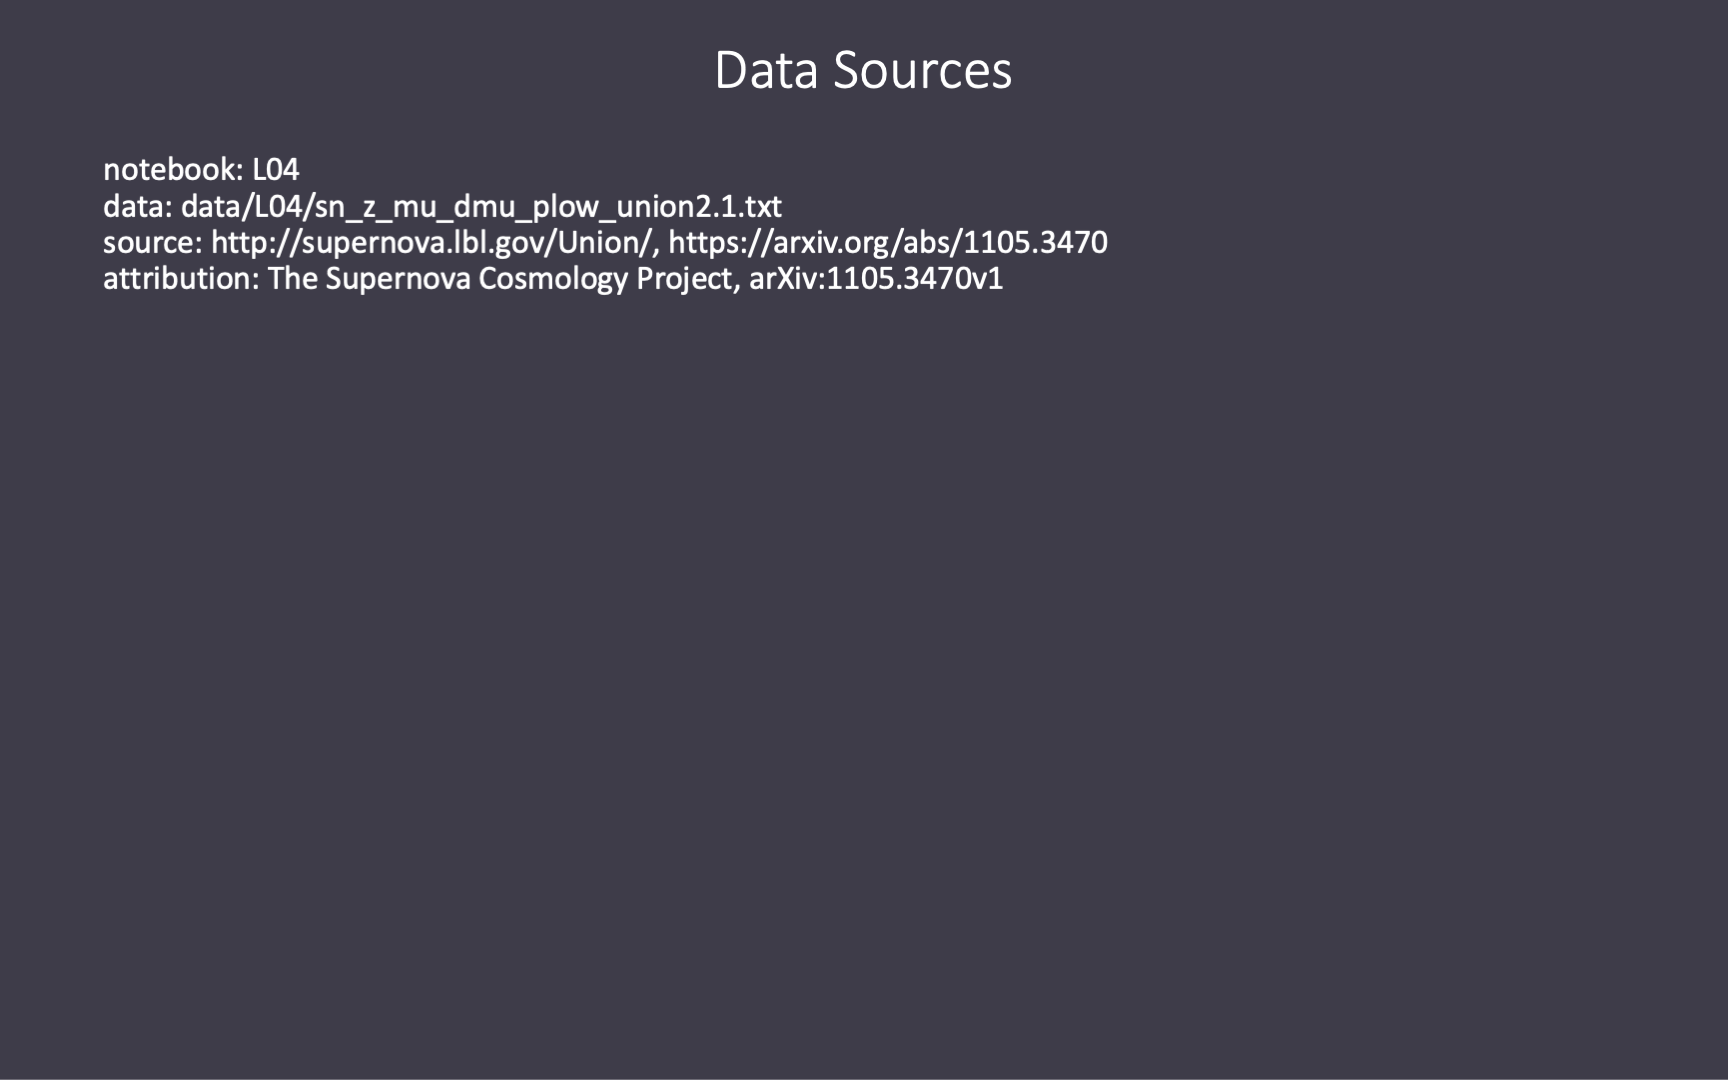 Data Sources
notebook: L04
data: data/L04/sn_z_mu_dmu_plow_union2.1.txt
source: http://supernova.lbl.gov/Union/, https://arxiv.org/abs/1105.3470
attribution: The Supernova Cosmology Project, arXiv:1105.3470v1